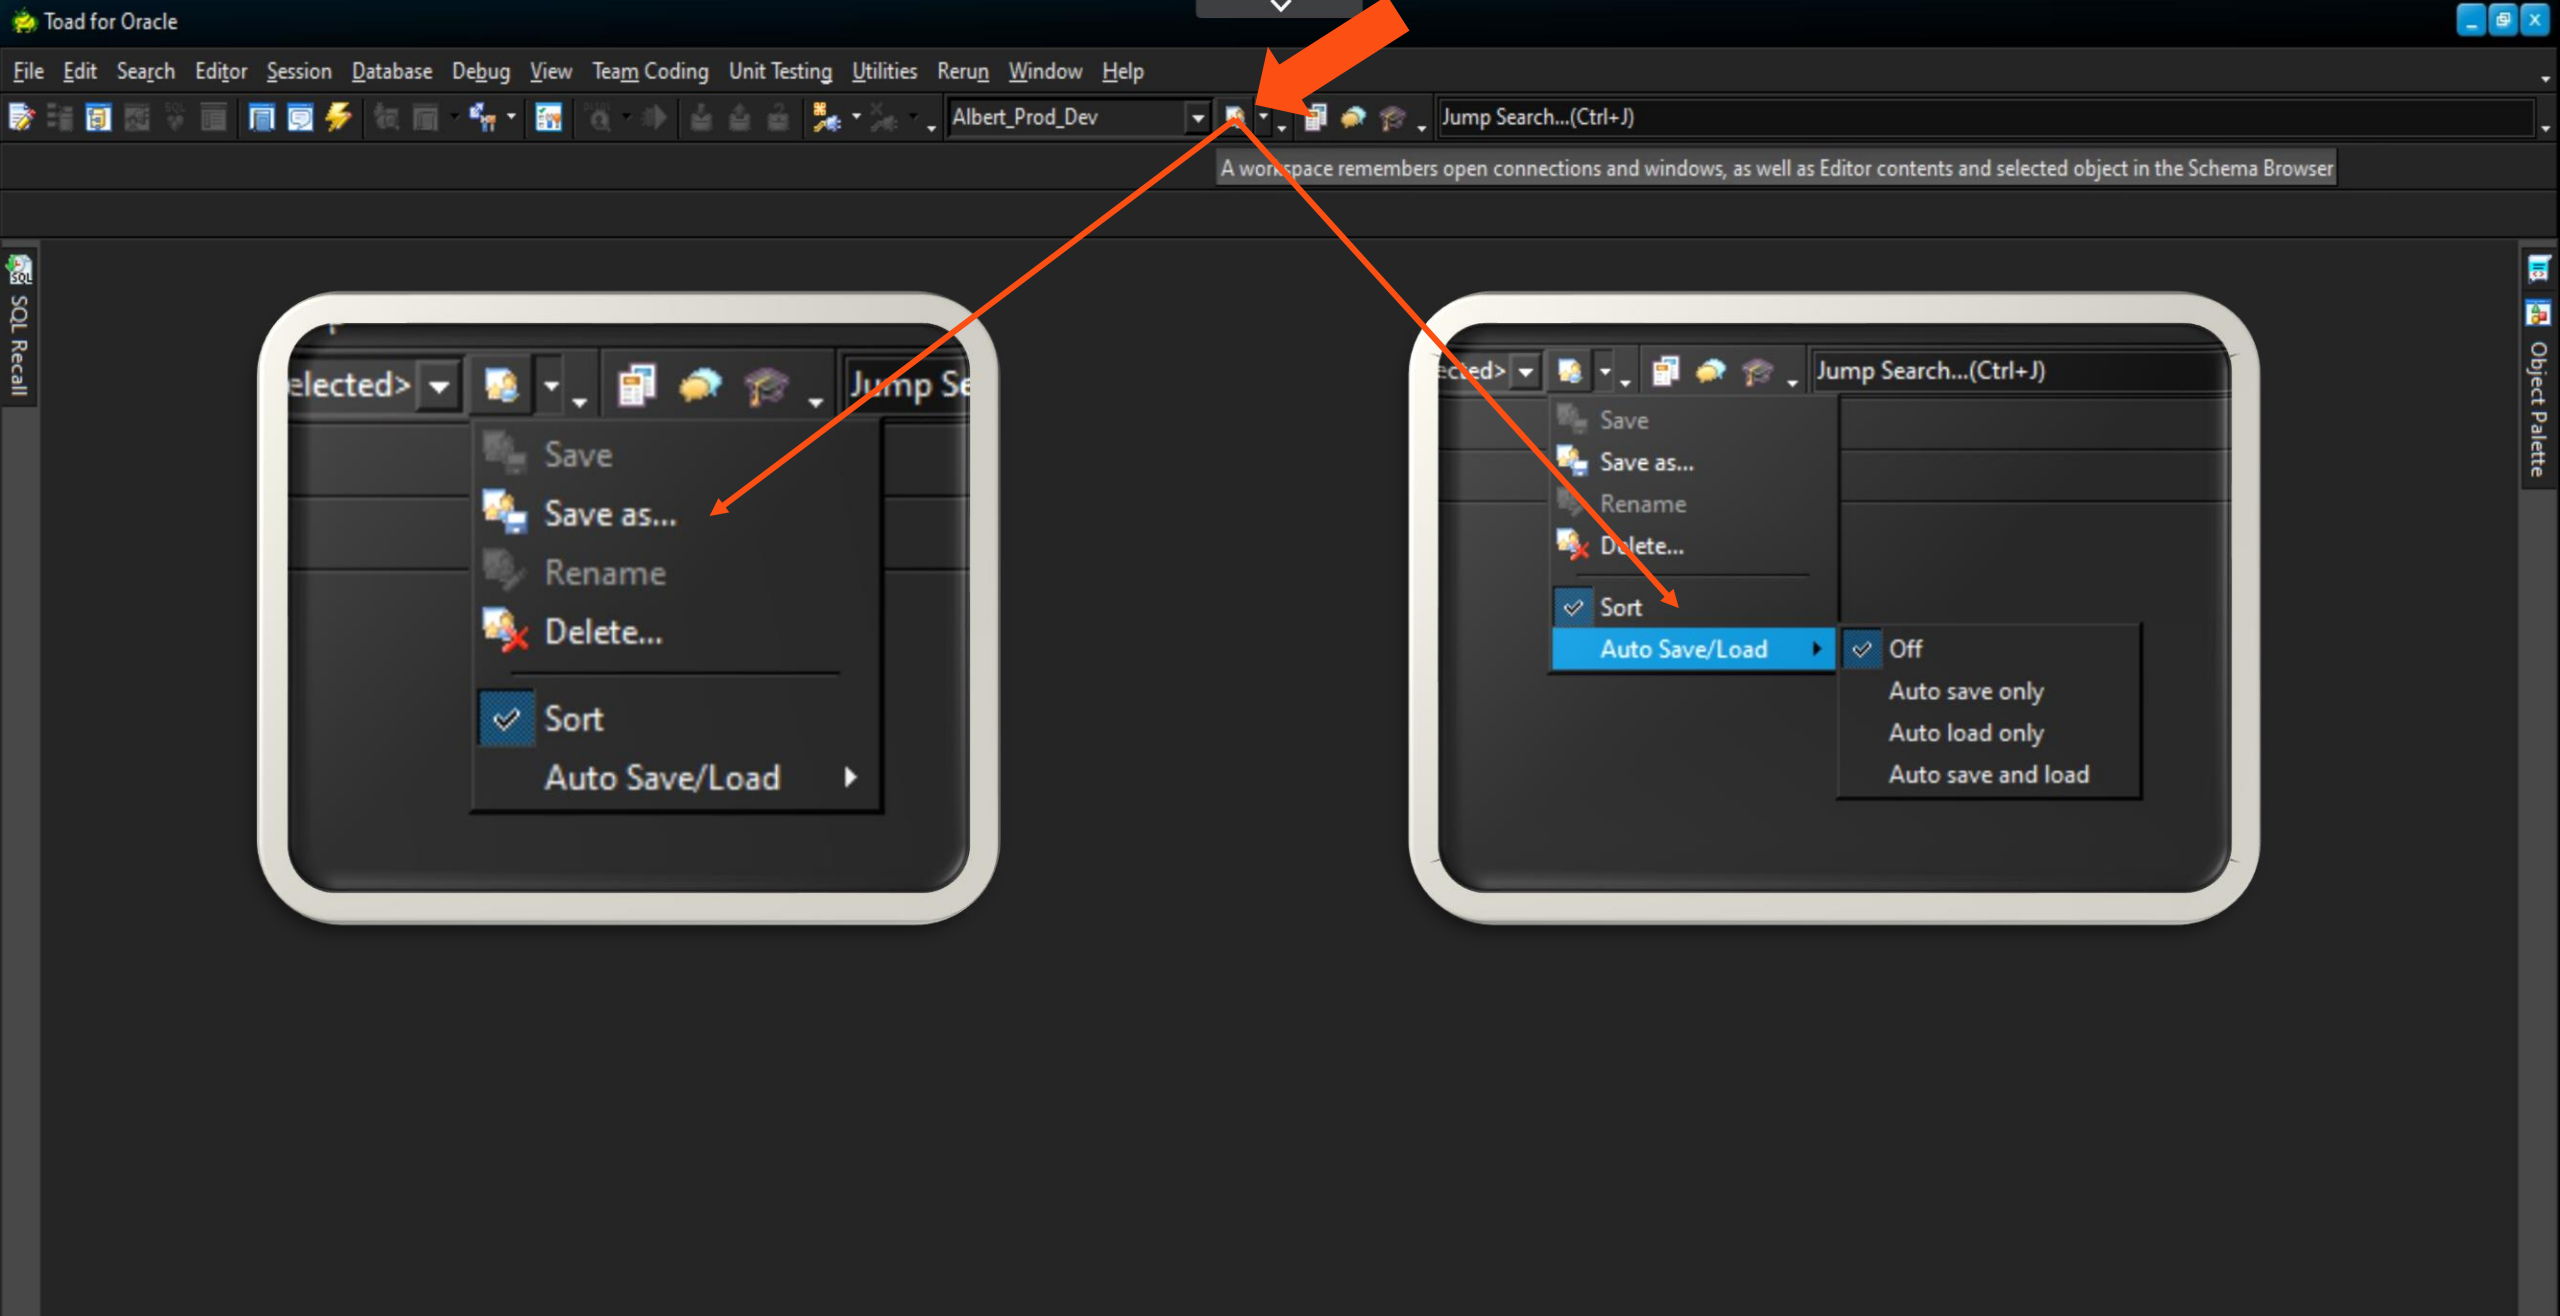 Toad for Oracle
File Edit Search Editor Session Database Debug View Team Coding Unit Testing Utilities Rerun Window Help
Albert_Prod_Dev
Jump Search...(Ctrl+J)
A workspace remembers open connections and windows, as well as Editor contents and selected object in the Schema Browser
SQL Recall
Object Palette
elected>
Jump Se
Save
Save as...
Rename
Delete...
Sort
Auto Save/Load
ected>
Jump Search...(Ctrl+J)
Save
Save as...
Rename
Delete...
Sort
Auto Save/Load
Off
Auto save only
Auto load only
Auto save and load